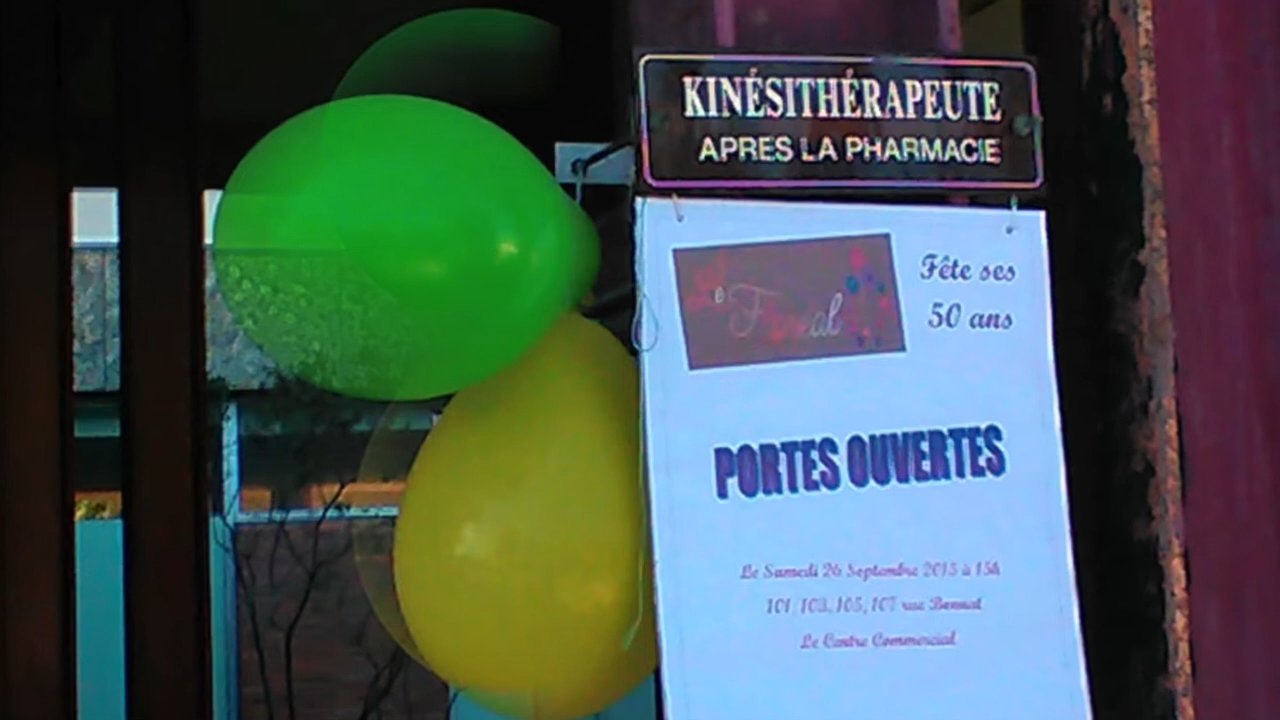 KINÉSITHÉRAPEUTE
APRES LA PHARMACIE
Fête ses
50 ans
PORTES OUVERTES
Le Samedi 26 Septembre 2015 à 15h
101, 103, 105, 107 rue
Le Centre Commercial